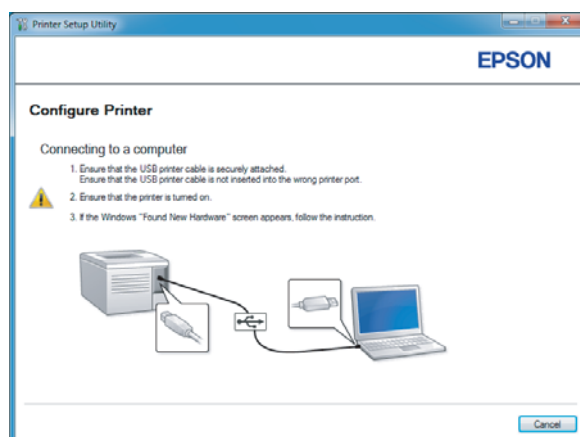 Printer Setup Utility
EPSON
Configure Printer
Connecting to a computer
1. Ensure that the USB printer cable is securely attached.
Ensure that the USB printer cable is not inserted into the wrong printer port.
2. Ensure that the printer is turned on.
3. If the Windows "Found New Hardware" screen appears, follow the instruction.
Cancel